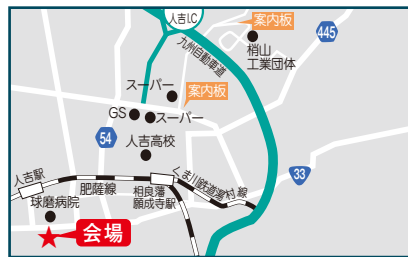 人吉I.C
案内板
九州自動車道
梢山
工業団体
445
スーパー
案内板
GS
スーパー
54
人吉高校
人吉駅
肥薩線
相良藩
願成寺駅
くま川鉄道湯村線
33
球磨病院
会場